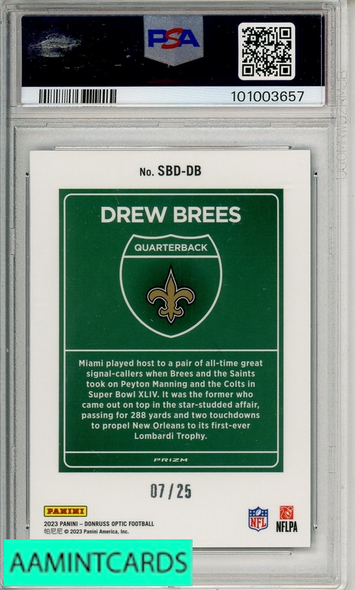 PSA
101003657
No. SBD-DB
DREW BREES
QUARTERBACK
Miami played host to a pair of all-time great
signal-callers when Brees and the Saints
took on Peyton Manning and the Colts in
Super Bowl XLIV. It was the former who
came out on top in the star-studded affair,
passing for 288 yards and two touchdowns
to propel New Orleans to its first-ever
Lombardi Trophy.
PRIZM
07/25
PANINI
NFL
NFLPA
2023 PANINI – DONRUSS OPTIC FOOTBALL
帕尼尼 © 2023 Panini America, Inc.
AAMINTCARDS